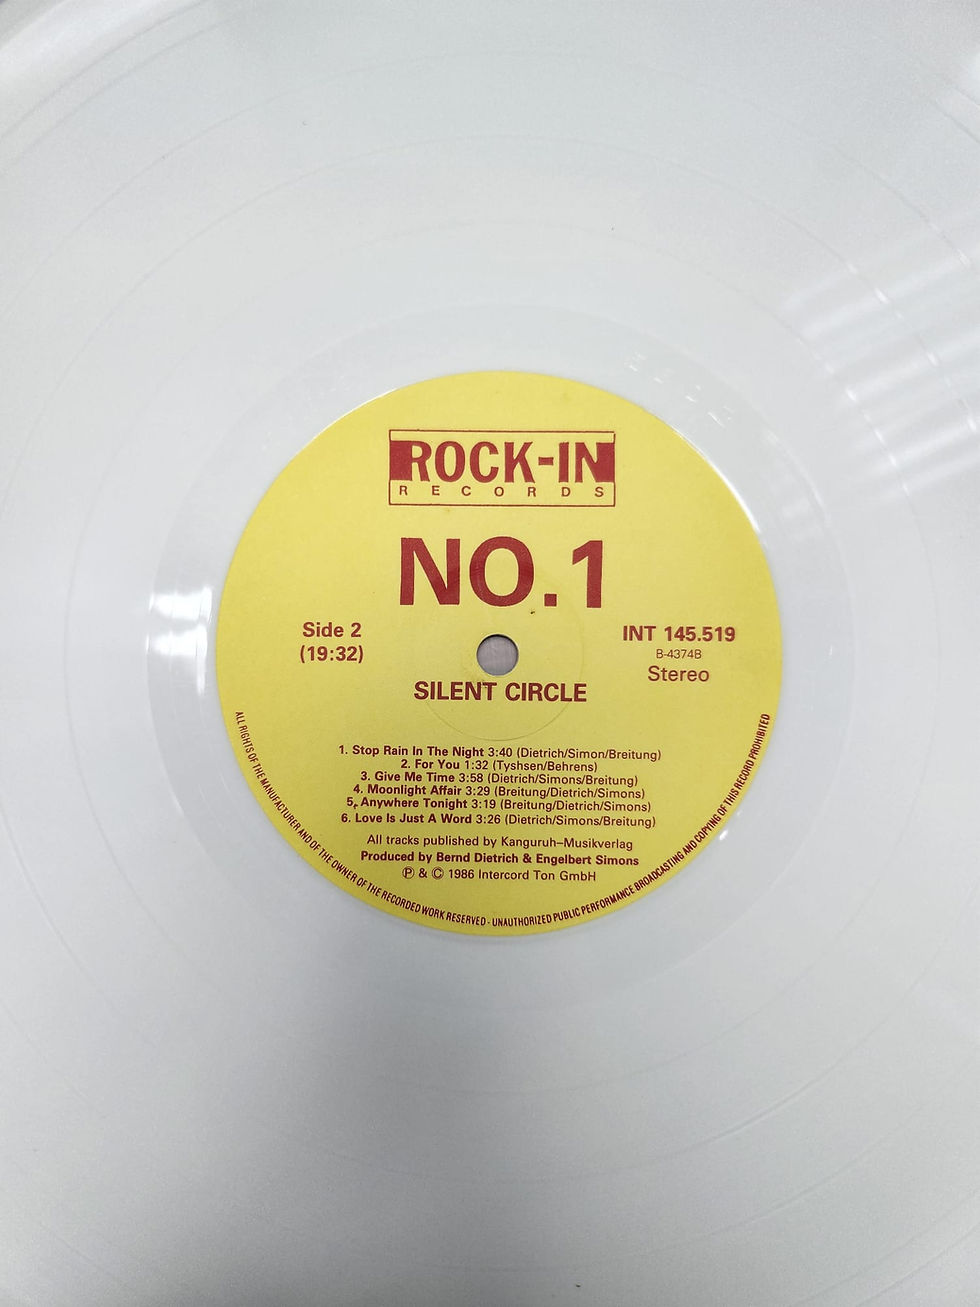 ROCK-IN
RECORDS
NO.1
Side 2
(19:32)
INT 145.519
B-4374B
Stereo
SILENT CIRCLE
1. Stop Rain In The Night 3:40 (Dietrich/Simon/Breitung)
2. For You 1:32 (Tyshsen/Behrens)
3. Give Me Time 3:58 (Dietrich/Simons/Breitung)
4. Moonlight Affair 3:29 (Breitung/Dietrich/Simons)
5. Anywhere Tonight 3:19 (Breitung/Dietrich/Simons)
6. Love Is Just A Word 3:26 (Dietrich/Simons/Breitung)
All tracks published by Kanguruh–Musikverlag
Produced by Bernd Dietrich & Engelbert Simons
℗ & © 1986 Intercord Ton GmbH
ALL RIGHTS OF THE MANUFACTURER AND OF THE OWNER OF THE RECORDED WORK RESERVED - UNAUTHORIZED PUBLIC PERFORMANCE BROADCASTING AND COPYING OF THIS RECORD PROHIBITED